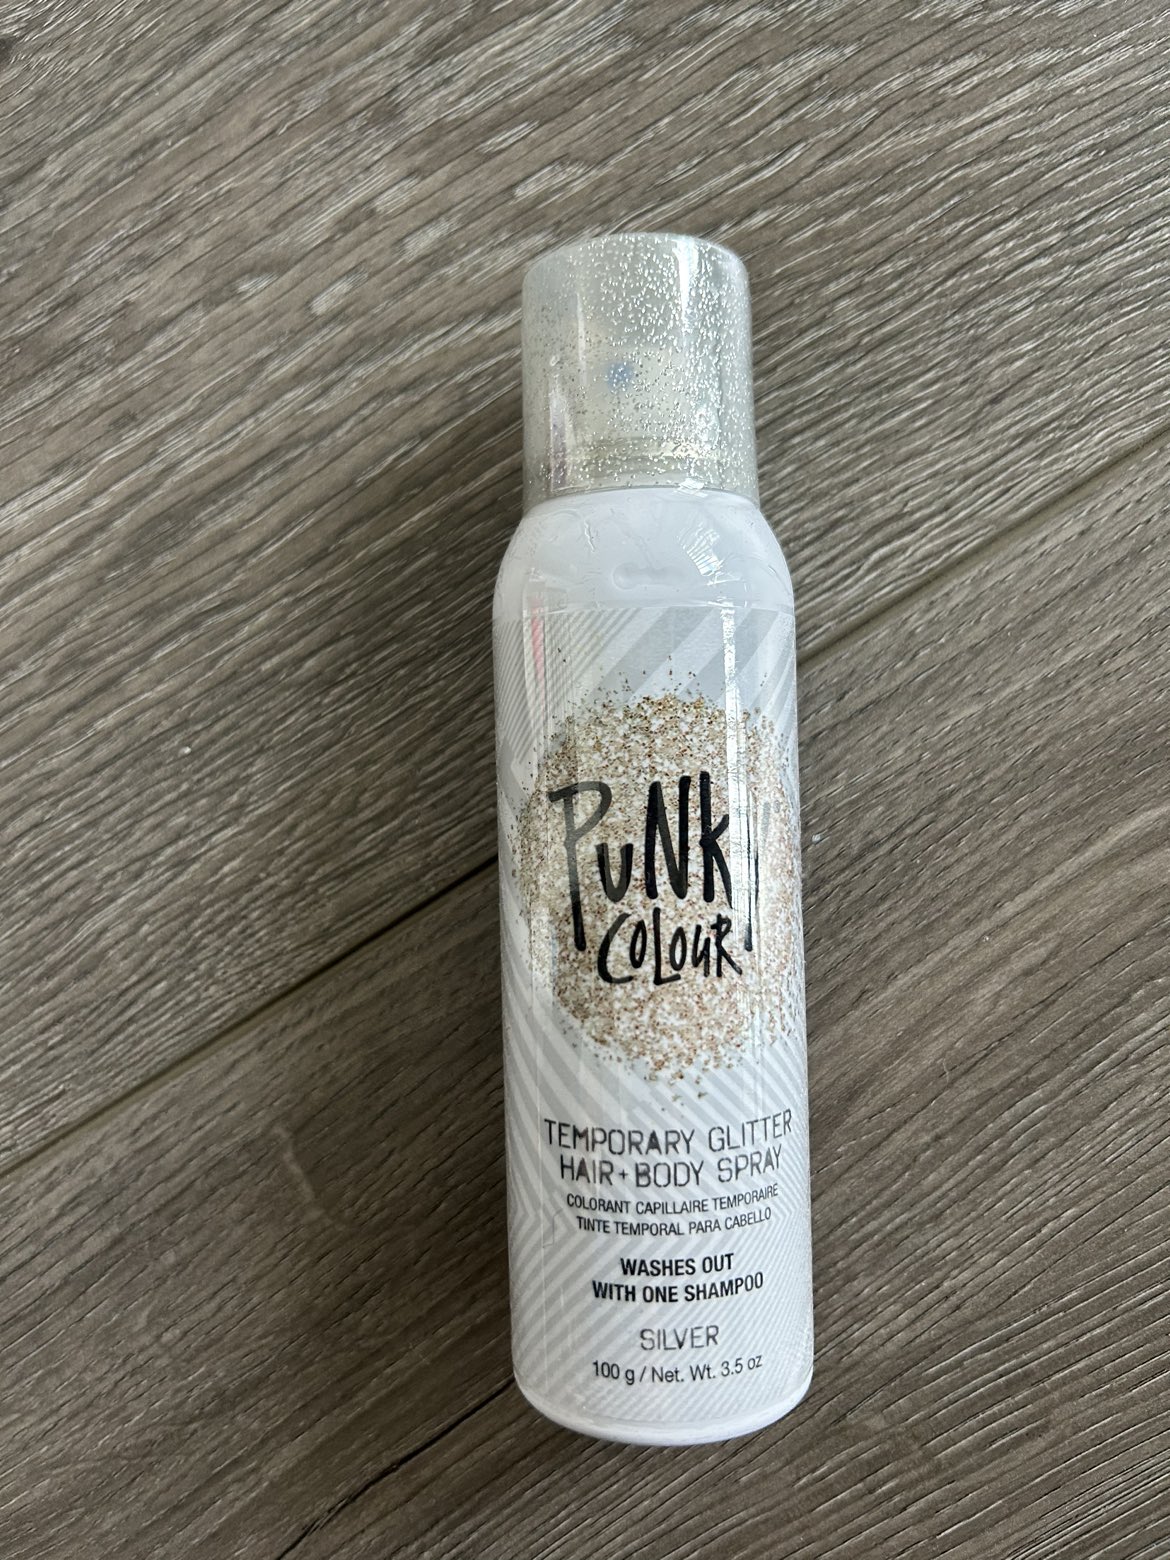 PUNKY
COLOUR
TEMPORARY GLITTER
HAIR + BODY SPRAY
COLORANT CAPILLAIRE TEMPORAIRE
TINTE TEMPORAL PARA CABELLO
WASHES OUT
WITH ONE SHAMPOO
SILVER
100 g / Net. Wt. 3.5 oz